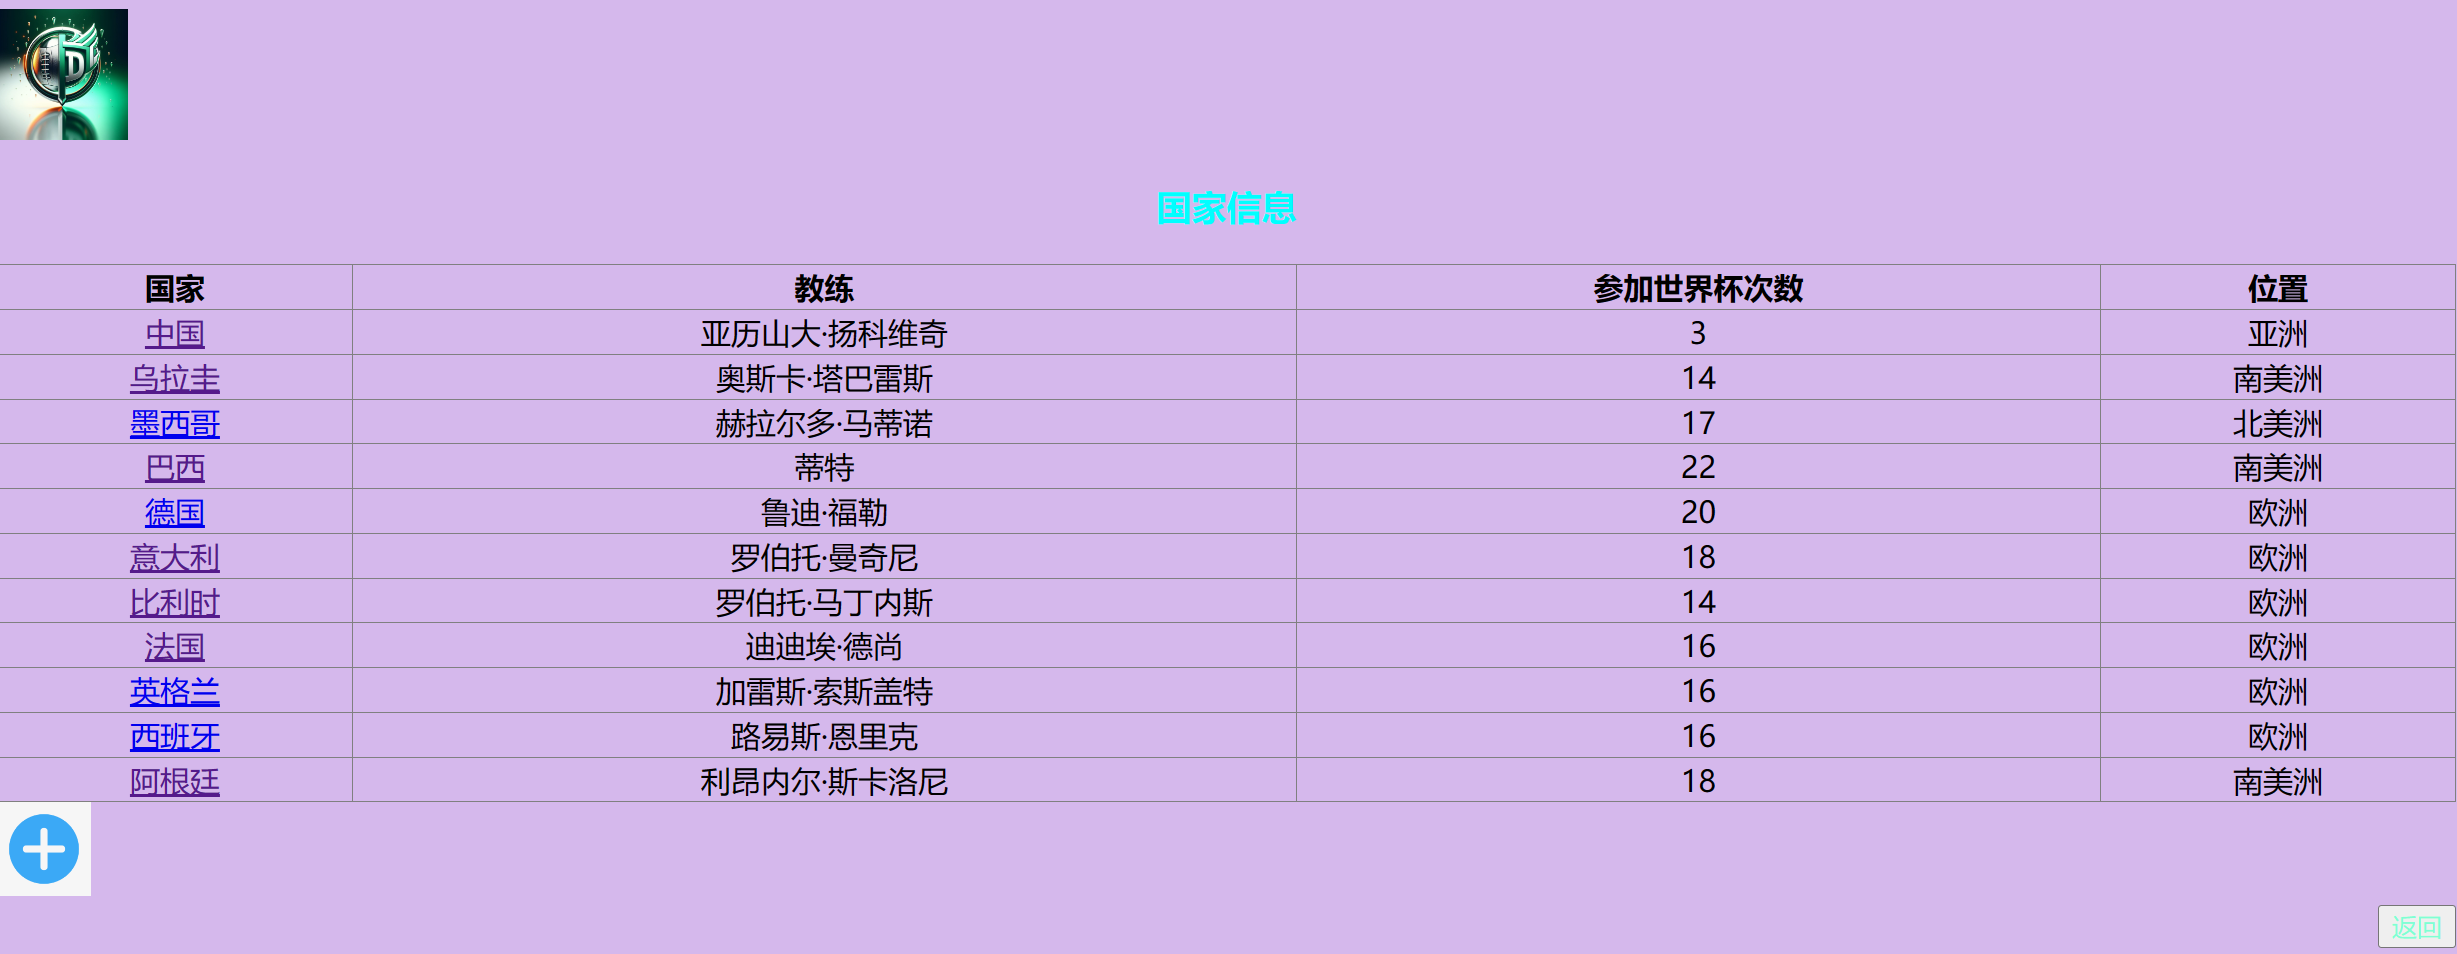 D
国家信息
国家 教练 参加世界杯次数 位置
中国 亚历山大·扬科维奇 3 亚洲
乌拉圭 奥斯卡·塔巴雷斯 14 南美洲
墨西哥 赫拉尔多·马蒂诺 17 北美洲
巴西 蒂特 22 南美洲
德国 鲁迪·福勒 20 欧洲
意大利 罗伯托·曼奇尼 18 欧洲
比利时 罗伯托·马丁内斯 14 欧洲
法国 迪迪埃·德尚 16 欧洲
英格兰 加雷斯·索斯盖特 16 欧洲
西班牙 路易斯·恩里克 16 欧洲
阿根廷 利昂内尔·斯卡洛尼 18 南美洲
返回